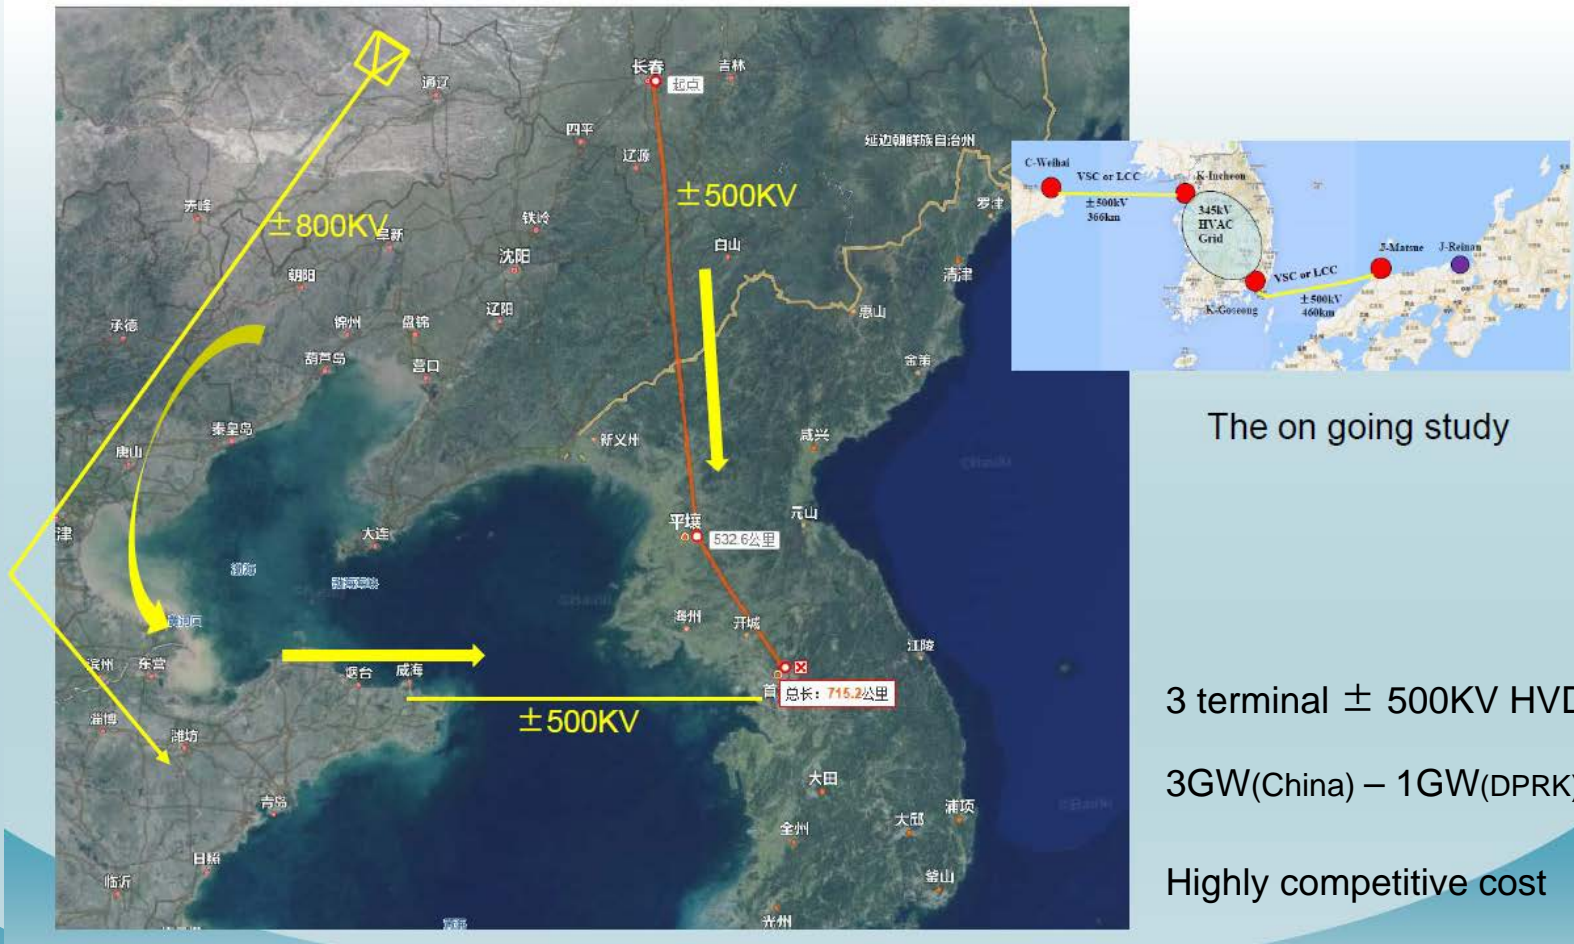 长春
起点
吉林
通辽
四平
辽源
延边朝鲜族自治州
±500KV
赤峰
±800KV
阜新
铁岭
罗津
沈阳
白山
朝阳
清津
辽阳
惠山
承德
锦州
盘锦
葫芦岛
营口
金策
秦皇岛
新义州
咸兴
唐山
元山
津
大连
平壤
532.6公里
渤海
渤海海峡
海州
开城
滨州
东营
烟台
威海
江陵
首
总长：715.2公里
±500KV
淄博
潍坊
大田
青岛
浦项
全州
大邱
日照
临沂
釜山
光州
C-Weihai
VSC or LCC
K-Incheon
±500kV
366km
345kV
HVAC
Grid
J-Matsue
J-Reinan
VSC or LCC
K-Goseong
±500kV
460km
The on going study
3 terminal ± 500KV HVD
3GW(China) – 1GW(DPRK)
Highly competitive cost